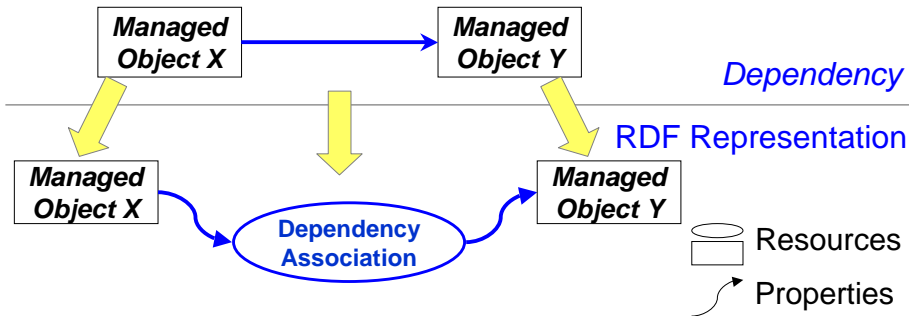 Managed
Object X
Managed
Object Y
Dependency
RDF Representation
Managed
Object X
Dependency
Association
Managed
Object Y
Resources
Properties